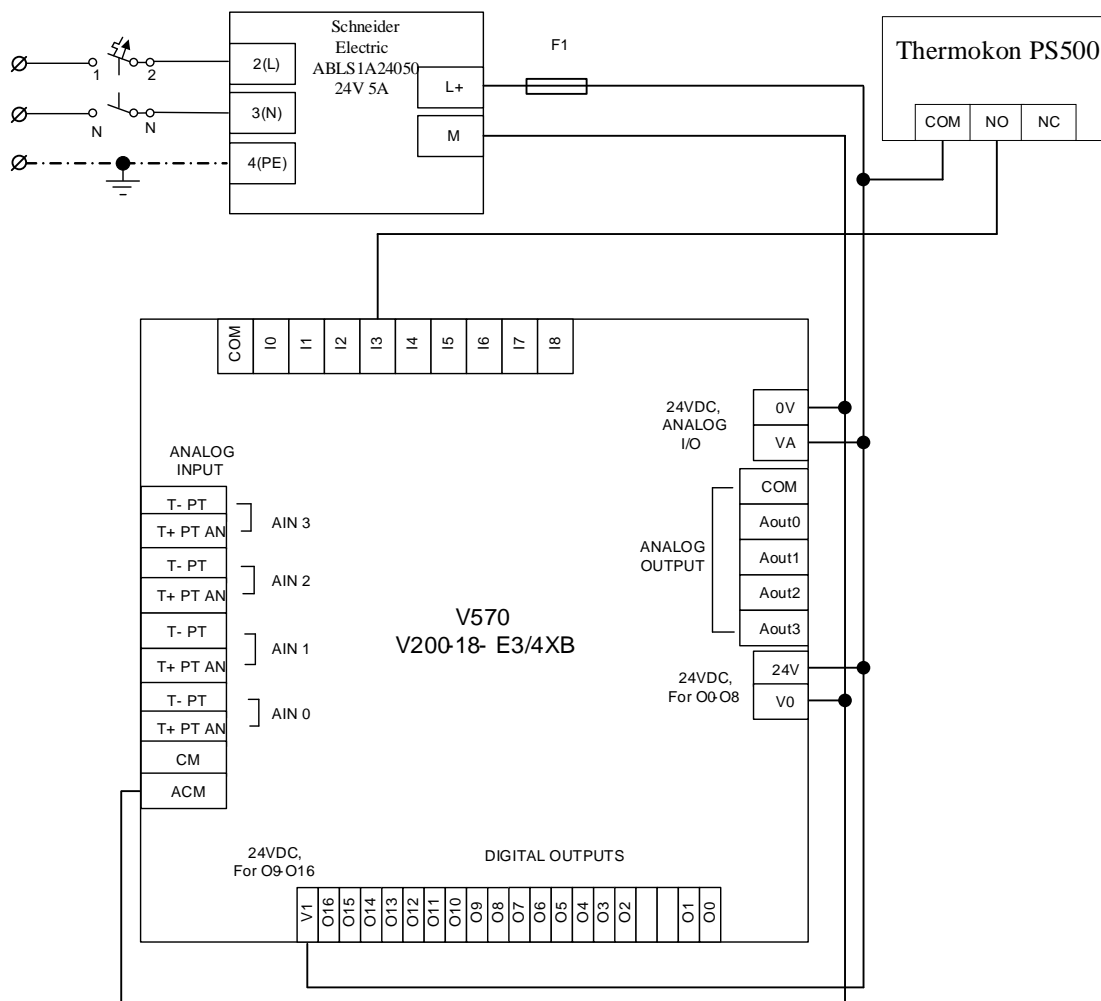 Schneider
Electric
ABLS1A24050
24V 5A
2(L)
3(N)
4(PE)
L+
M
1
2
N
N
F1
Thermokon PS500
COM
NO
NC
COM
I0
I1
I2
I3
I4
I5
I6
I7
I8
24VDC,
ANALOG
I/O
0V
VA
ANALOG
INPUT
T- PT
T+ PT AN
AIN 3
T- PT
T+ PT AN
AIN 2
T- PT
T+ PT AN
AIN 1
T- PT
T+ PT AN
AIN 0
CM
ACM
V570
V200-18- E3/4XB
COM
Aout0
Aout1
Aout2
Aout3
ANALOG
OUTPUT
24VDC,
For O0-O8
24V
V0
24VDC,
For O9-O16
DIGITAL OUTPUTS
V1
O16
O15
O14
O13
O12
O11
O10
O9
O8
O7
O6
O5
O4
O3
O2
O1
O0